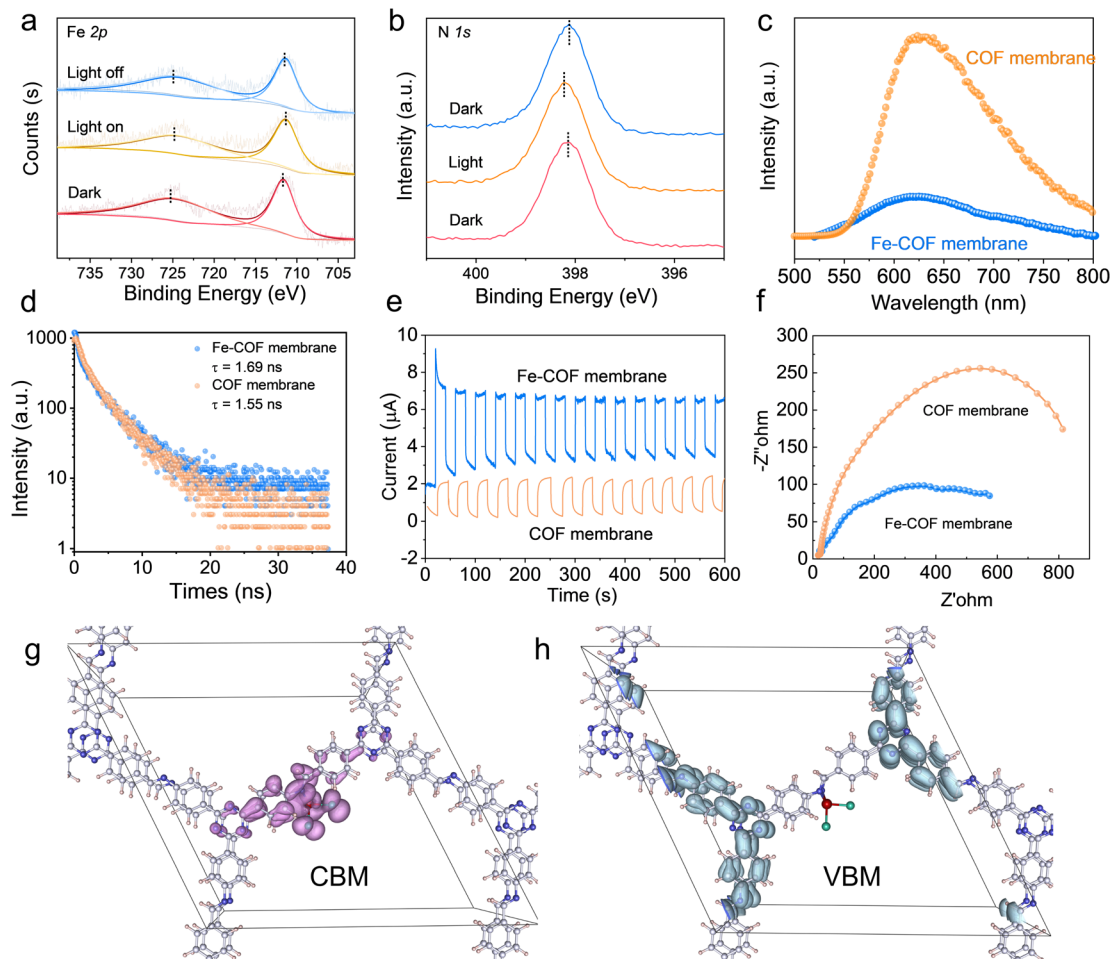 a
Fe 2p
Light off
Light on
Dark
Counts (s)
735 725 715 705
Binding Energy (eV)
b
N 1s
Dark
Light
Dark
Intensity (a.u.)
400 398 396
Binding Energy (eV)
c
COF membrane
Fe-COF membrane
Intensity (a.u.)
500 550 600 650 700 750 800
Wavelength (nm)
d
1000
100
10
1
Fe-COF membrane
τ = 1.69 ns
COF membrane
τ = 1.55 ns
Intensity (a.u.)
0 10 20 30 40
Times (ns)
e
10
8
6
4
2
0
-2
Fe-COF membrane
COF membrane
Current (μA)
0 100 200 300 400 500 600
Time (s)
f
300
250
200
150
100
50
0
COF membrane
Fe-COF membrane
-Z''ohm
0 200 400 600 800
Z'ohm
g
CBM
h
VBM